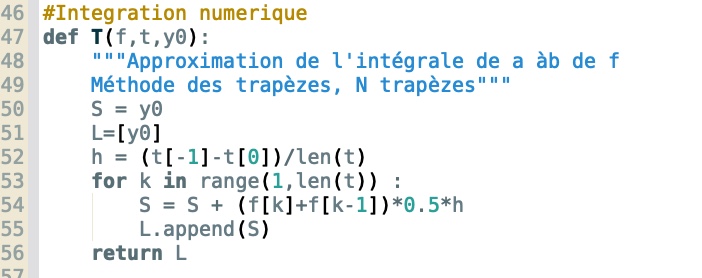 46 #Integration numerique
47 def T(f,t,y0):
48     """Approximation de l'intégrale de a àb de f
49     Méthode des trapèzes, N trapèzes"""
50     S = y0
51     L=[y0]
52     h = (t[-1]-t[0])/len(t)
53     for k in range(1,len(t)) :
54         S = S + (f[k]+f[k-1])*0.5*h
55         L.append(S)
56     return L
57